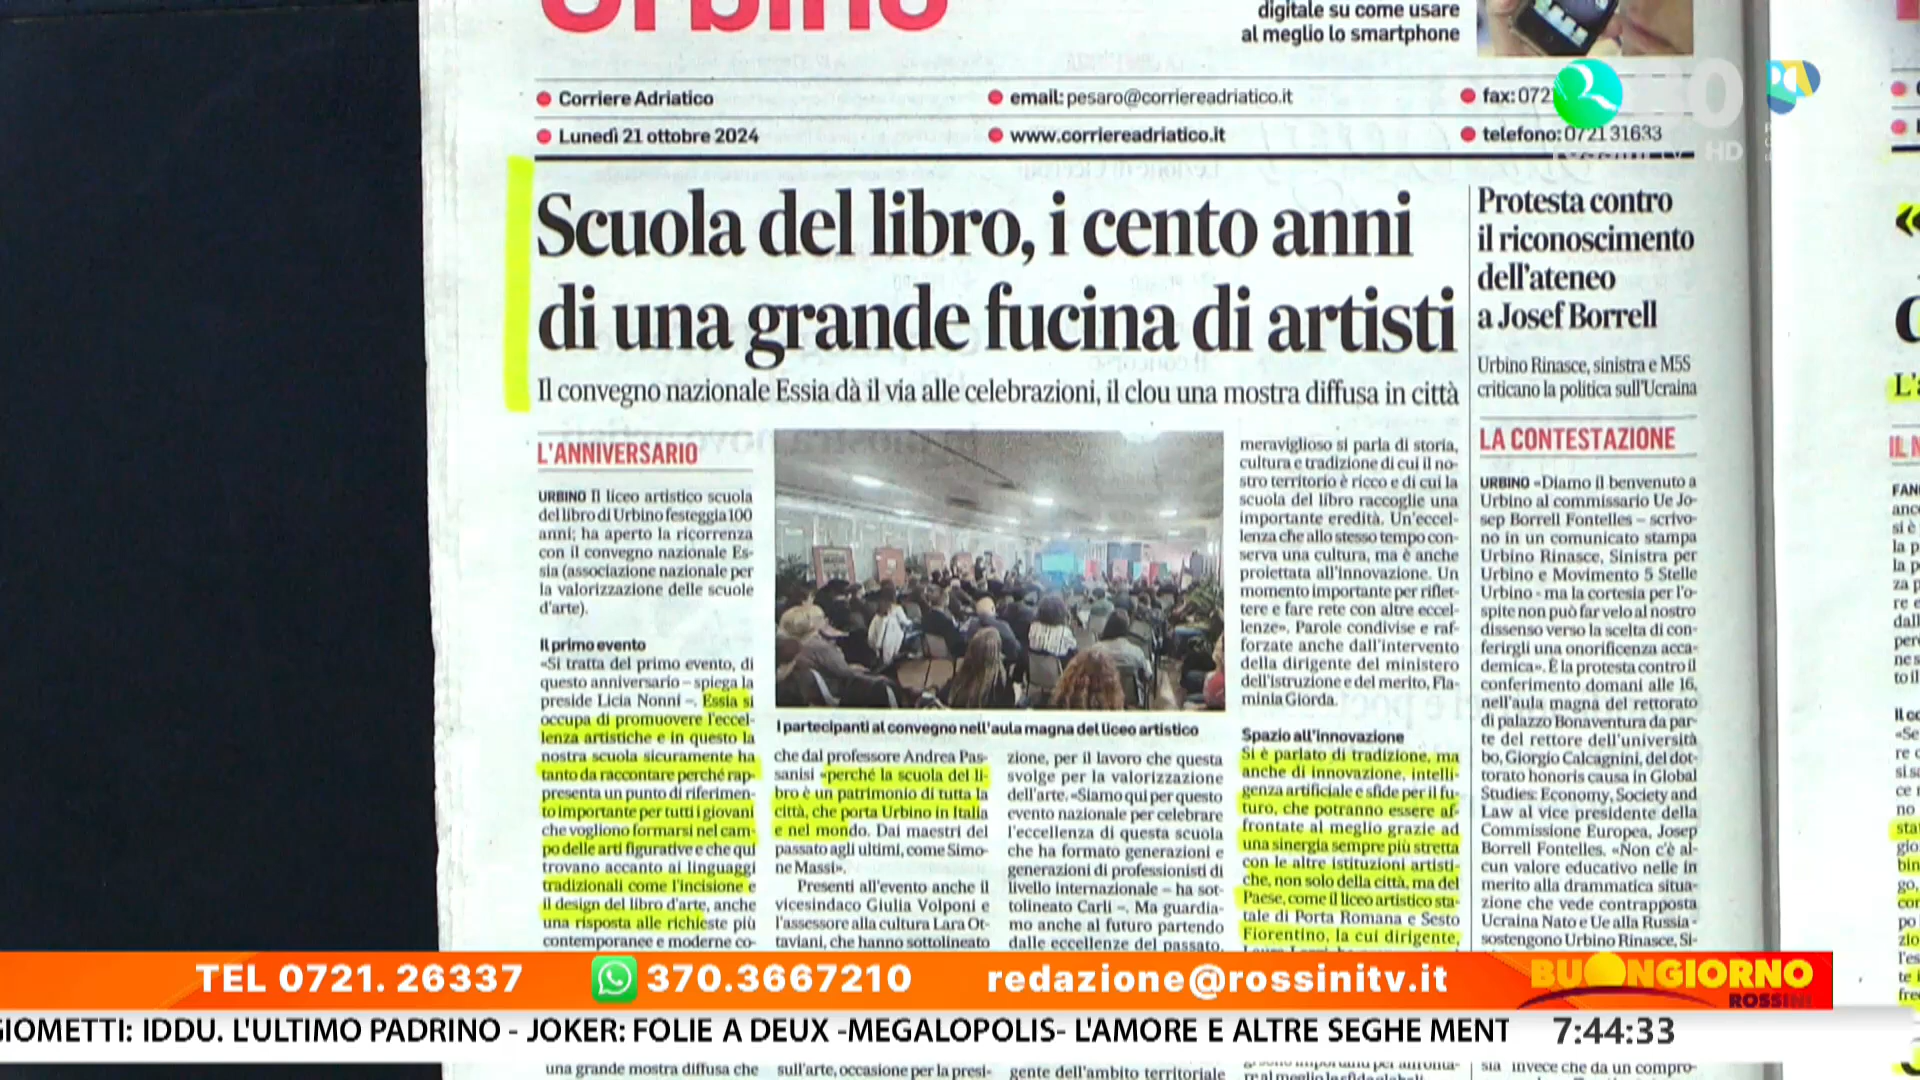 Urbino
digitale su come usare
al meglio lo smartphone
Corriere Adriatico
email: pesaro@corriereadriatico.it
fax: 072
Lunedì 21 ottobre 2024
www.corriereadriatico.it
telefono: 0721 31633
rossini tv HD
Scuola del libro, i cento anni
di una grande fucina di artisti
Il convegno nazionale Essia dà il via alle celebrazioni, il clou una mostra diffusa in città
L'ANNIVERSARIO
URBINO Il liceo artistico scuola
del libro di Urbino festeggia 100
anni; ha aperto la ricorrenza
con il convegno nazionale Es-
sia (associazione nazionale per
la valorizzazione delle scuole
d'arte).
Il primo evento
«Si tratta del primo evento, di
questo anniversario – spiega la
preside Licia Nonni –. Essia si
occupa di promuovere l'eccel-
lenza artistiche e in questo la
nostra scuola sicuramente ha
tanto da raccontare perché rap-
presenta un punto di riferimen-
to importante per tutti i giovani
che vogliono formarsi nel cam-
po delle arti figurative e che qui
trovano accanto ai linguaggi
tradizionali come l'incisione e
il design del libro d'arte, anche
una risposta alle richieste più
contemporanee e moderne co-
I partecipanti al convegno nell'aula magna del liceo artistico
che dal professore Andrea Pas-
sanisi «perché la scuola del li-
bro è un patrimonio di tutta la
città, che porta Urbino in Italia
e nel mondo. Dai maestri del
passato agli ultimi, come Simo-
ne Massi».
Presenti all'evento anche il
vicesindaco Giulia Volponi e
l'assessore alla cultura Lara Ot-
taviani, che hanno sottolineato
zione, per il lavoro che questa
svolge per la valorizzazione
dell'arte. «Siamo qui per questo
evento nazionale per celebrare
l'eccellenza di questa scuola
che ha formato generazioni e
generazioni di professionisti di
livello internazionale – ha sot-
tolineato Carli –. Ma guardia-
mo anche al futuro partendo
dalle eccellenze del passato.
meraviglioso si parla di storia,
cultura e tradizione di cui il no-
stro territorio è ricco e di cui la
scuola del libro raccoglie una
importante eredità. Un'eccel-
lenza che allo stesso tempo con-
serva una cultura, ma è anche
proiettata all'innovazione. Un
momento importante per riflet-
tere e fare rete con altre eccel-
lenze». Parole condivise e raf-
forzate anche dall'intervento
della dirigente del ministero
dell'istruzione e del merito, Fla-
minia Giorda.
Spazio all'innovazione
Si è parlato di tradizione, ma
anche di innovazione, intelli-
genza artificiale e sfide per il fu-
turo, che potranno essere af-
frontate al meglio grazie ad
una sinergia sempre più stretta
con le altre istituzioni artisti-
che, non solo della città, ma del
Paese, come il liceo artistico sta-
tale di Porta Romana e Sesto
Fiorentino, la cui dirigente,
Protesta contro
il riconoscimento
dell'ateneo
a Josef Borrell
Urbino Rinasce, sinistra e M5S
criticano la politica sull'Ucraina
LA CONTESTAZIONE
URBINO «Diamo il benvenuto a
Urbino al commissario Ue Jo-
sep Borrell Fontelles – scrivo-
no in un comunicato stampa
Urbino Rinasce, Sinistra per
Urbino e Movimento 5 Stelle
Urbino - ma la cortesia per l'o-
spite non può far velo al nostro
dissenso verso la scelta di con-
ferirgli una onorificenza acca-
demica». È la protesta contro il
conferimento domani alle 16,
nell'aula magna del rettorato
di palazzo Bonaventura da par-
te del rettore dell'università
bo, Giorgio Calcagnini, del dot-
torato honoris causa in Global
Studies: Economy, Society and
Law al vice presidente della
Commissione Europea, Josep
Borrell Fontelles. «Non c'è al-
cun valore educativo nelle in
merito alla drammatica situa-
zione che vede contrapposta
Ucraina Nato e Ue alla Russia -
sostengono Urbino Rinasce, Si-
TEL 0721. 26337
370.3667210
redazione@rossinitv.it
BUONGIORNO
ROSSINI
GIOMETTI: IDDU. L'ULTIMO PADRINO - JOKER: FOLIE A DEUX -MEGALOPOLIS- L'AMORE E ALTRE SEGHE MENT
7:44:33
una grande mostra diffusa che
sull'arte, occasione per la presi-
gente dell'ambito territoriale
sia invece che da un compro-